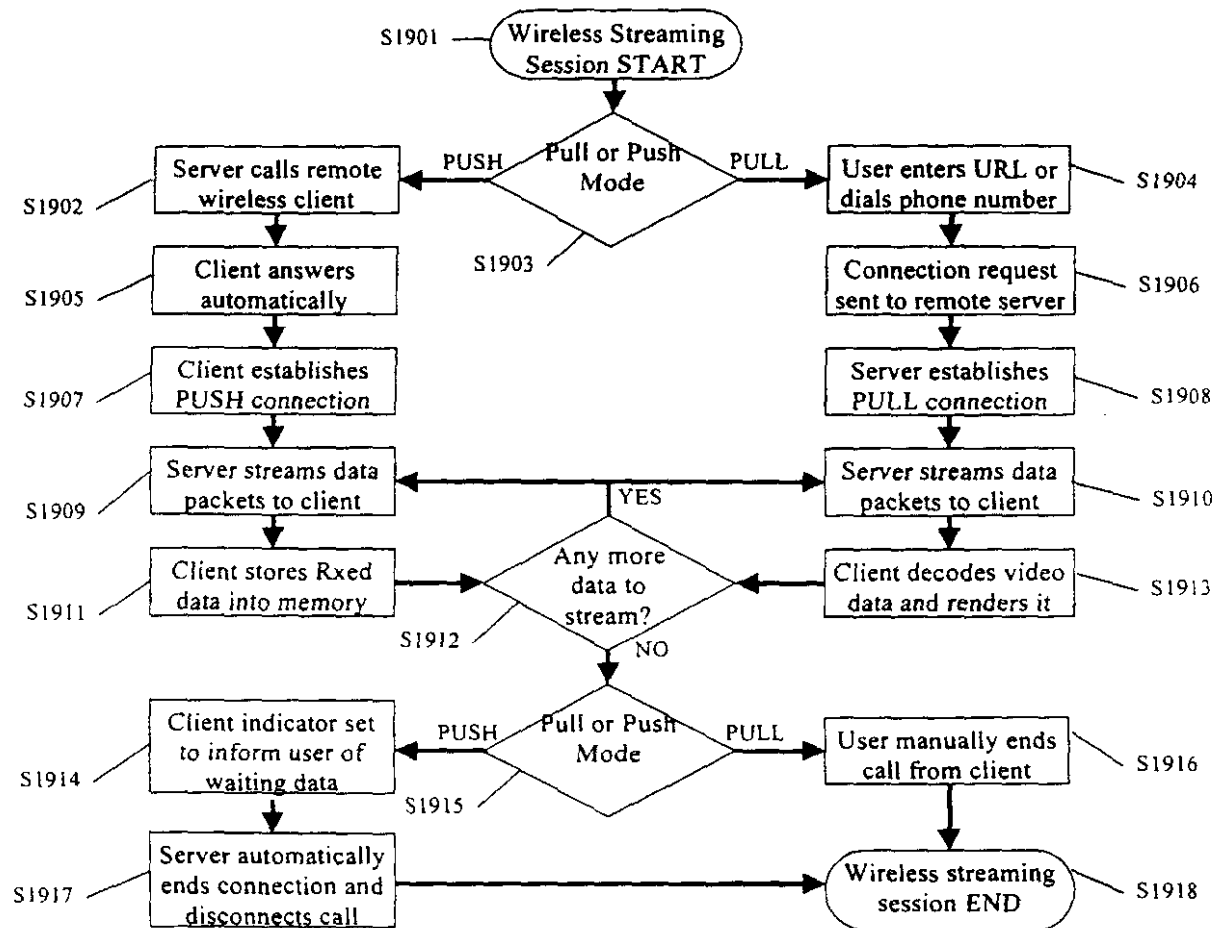 S1901
Wireless Streaming
Session START
Pull or Push
Mode
S1903
PUSH
PULL
Server calls remote
wireless client
S1902
User enters URL or
dials phone number
S1904
Client answers
automatically
S1905
Connection request
sent to remote server
S1906
Client establishes
PUSH connection
S1907
Server establishes
PULL connection
S1908
Server streams data
packets to client
S1909
YES
Server streams data
packets to client
S1910
Client stores Rxed
data into memory
S1911
Any more
data to
stream?
S1912
NO
Client decodes video
data and renders it
S1913
Client indicator set
to inform user of
waiting data
S1914
PUSH
Pull or Push
Mode
S1915
PULL
User manually ends
call from client
S1916
Server automatically
ends connection and
disconnects call
S1917
Wireless streaming
session END
S1918